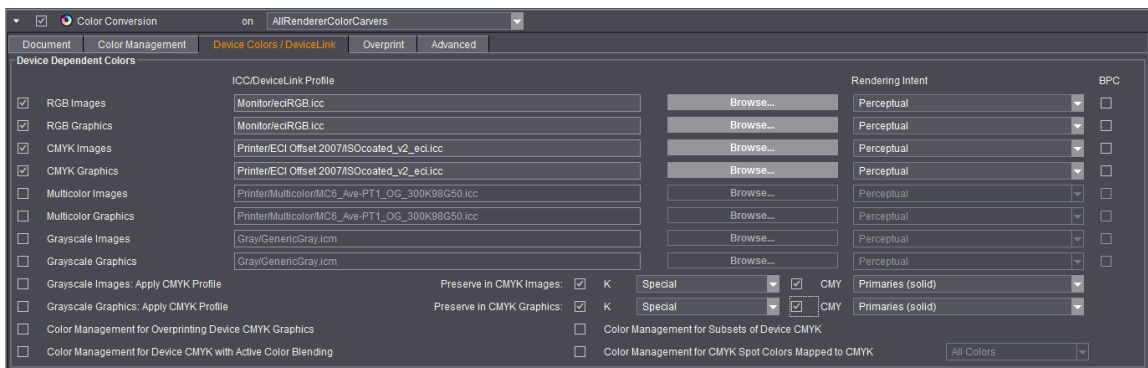 Color Conversion on AllRendererColorCarvers
Document Color Management Device Colors / DeviceLink Overprint Advanced
Device Dependent Colors
ICC/DeviceLink Profile Rendering Intent BPC
RGB Images Monitor/eciRGB.icc Browse... Perceptual
RGB Graphics Monitor/eciRGB.icc Browse... Perceptual
CMYK Images Printer/ECI Offset 2007/ISOcoated_v2_eci.icc Browse... Perceptual
CMYK Graphics Printer/ECI Offset 2007/ISOcoated_v2_eci.icc Browse... Perceptual
Multicolor Images Printer/Multicolor/MC6_Ave-PT1_OG_300K98G50.icc Browse... Perceptual
Multicolor Graphics Printer/Multicolor/MC6_Ave-PT1_OG_300K98G50.icc Browse... Perceptual
Grayscale Images Gray/GenericGray.icm Browse... Perceptual
Grayscale Graphics Gray/GenericGray.icm Browse... Perceptual
Grayscale Images: Apply CMYK Profile Preserve in CMYK Images: K Special CMY Primaries (solid)
Grayscale Graphics: Apply CMYK Profile Preserve in CMYK Graphics: K Special CMY Primaries (solid)
Color Management for Overprinting Device CMYK Graphics Color Management for Subsets of Device CMYK
Color Management for Device CMYK with Active Color Blending Color Management for CMYK Spot Colors Mapped to CMYK All Colors